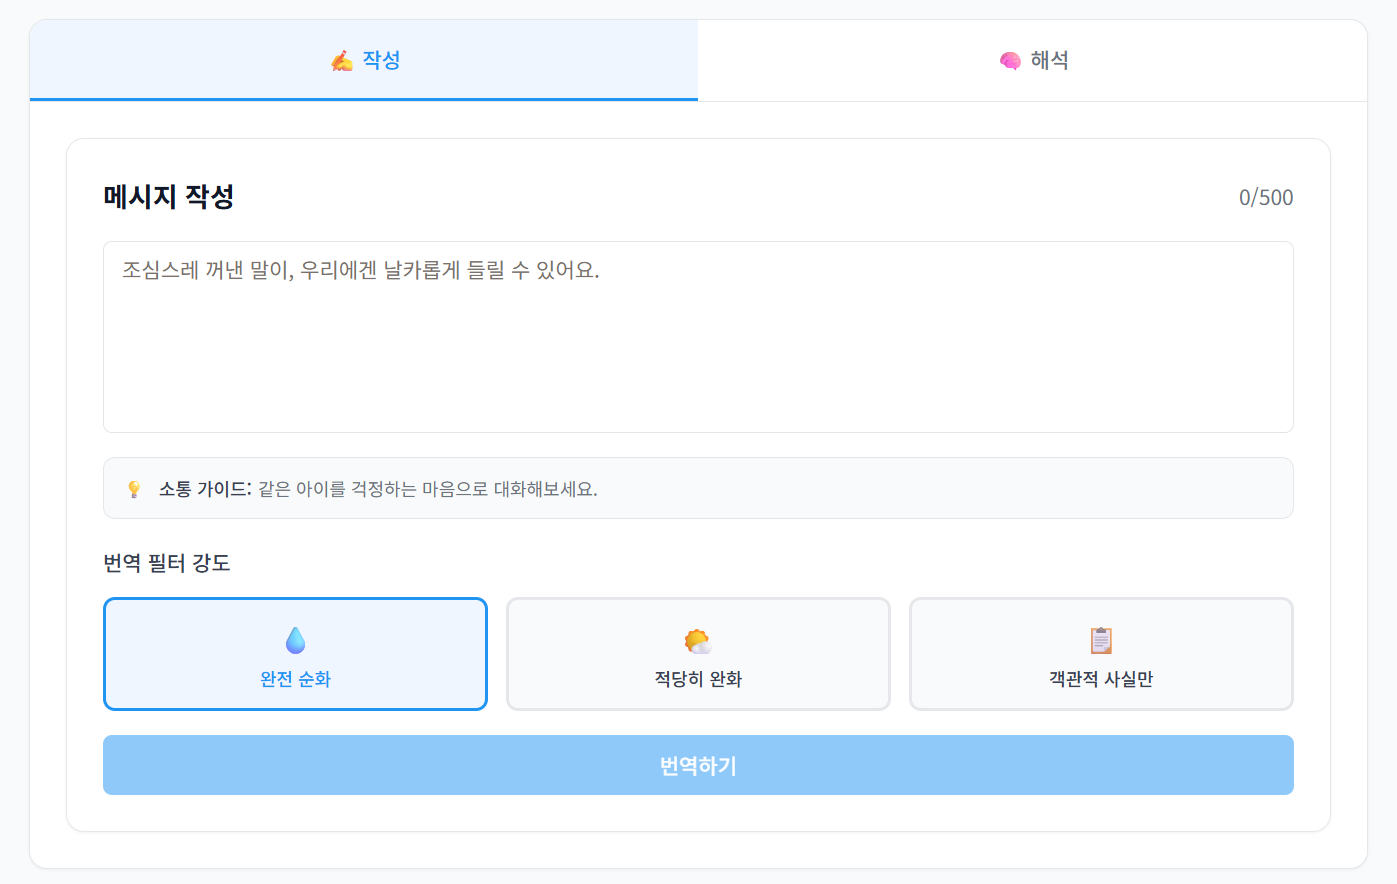 작성
해석
메시지 작성
0/500
조심스레 꺼낸 말이, 우리에겐 날카롭게 들릴 수 있어요.
소통 가이드: 같은 아이를 걱정하는 마음으로 대화해보세요.
번역 필터 강도
완전 순화
적당히 완화
객관적 사실만
번역하기